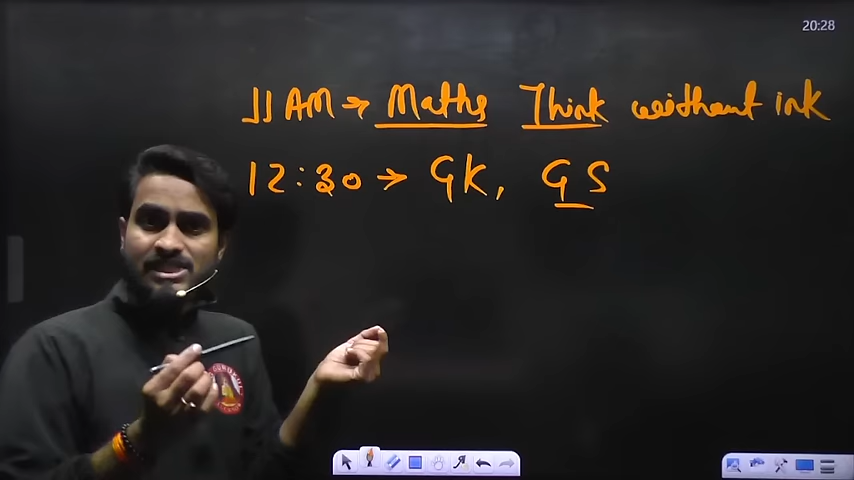 20:28
11 AM → Maths Think without ink
12:30 → GK, GS